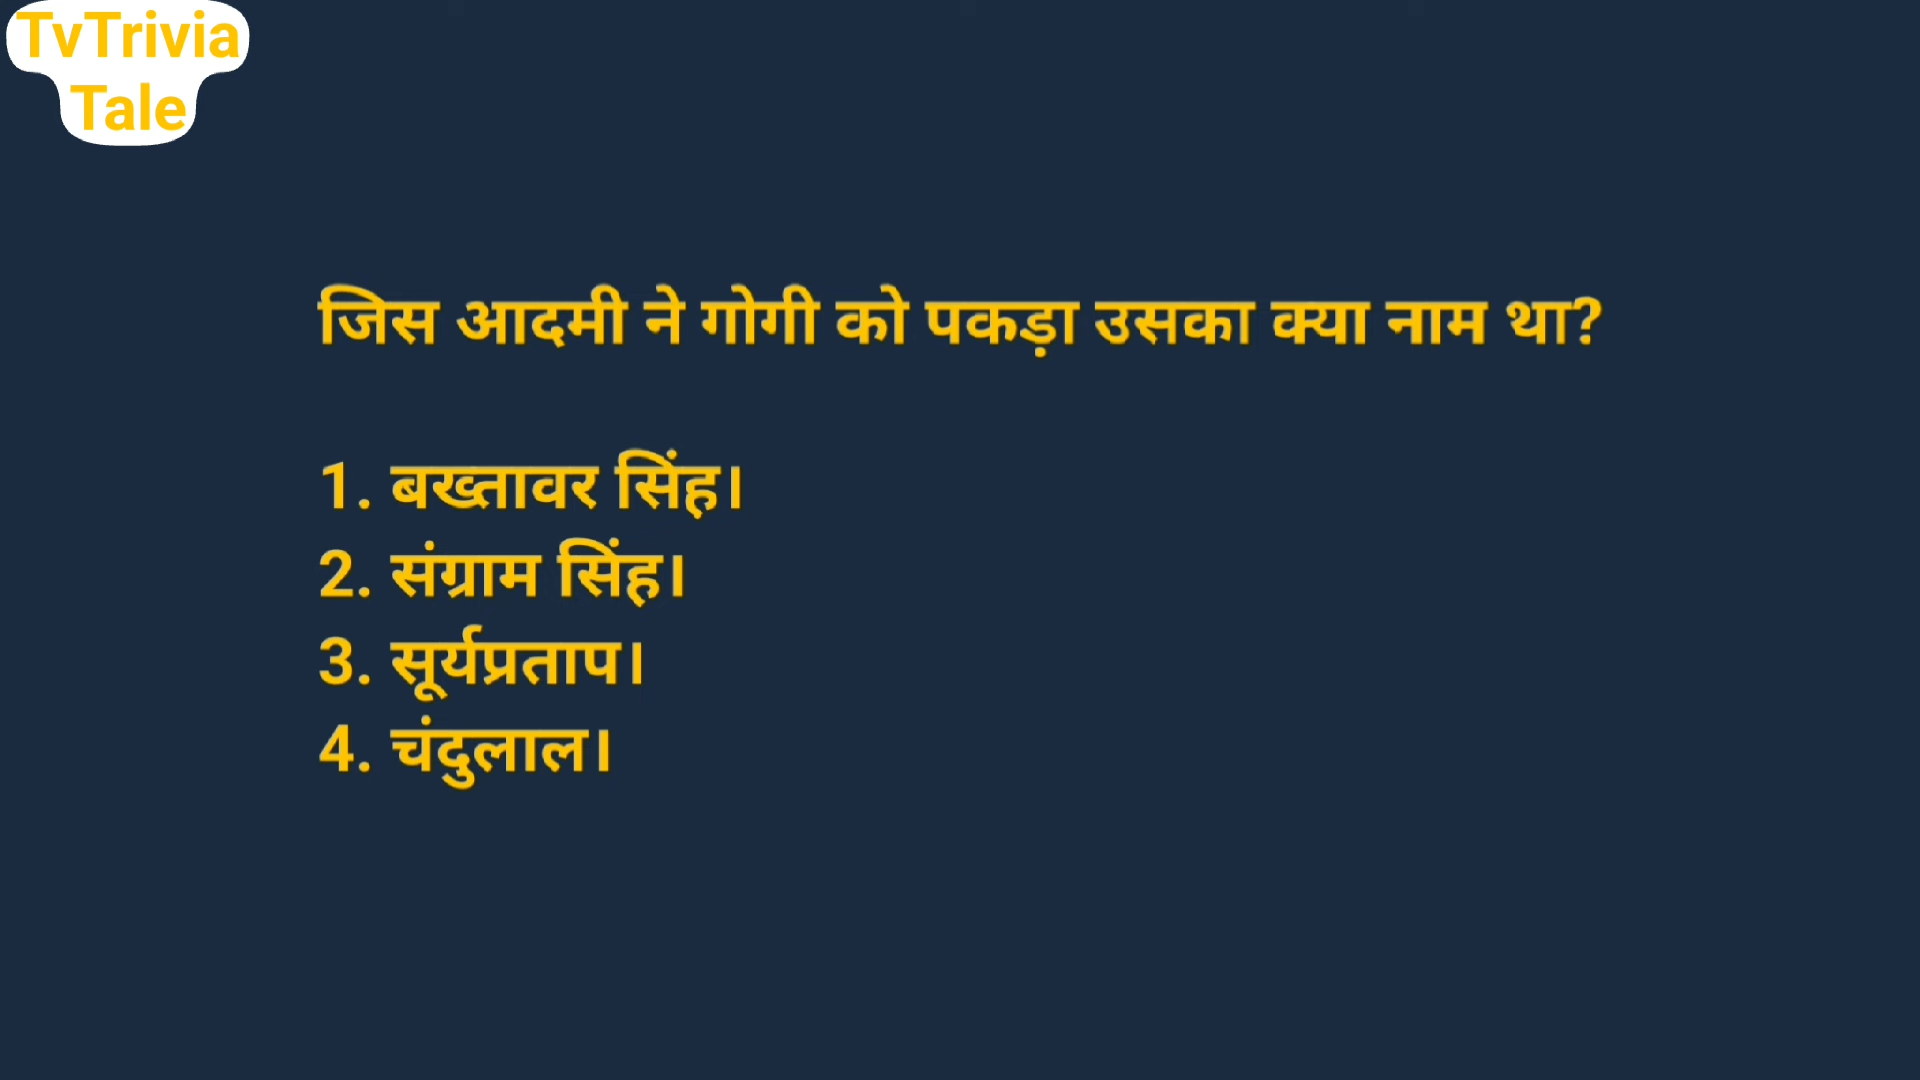 TvTrivia
Tale
जिस आदमी ने गोगी को पकड़ा उसका क्या नाम था?
1. बख्तावर सिंह।
2. संग्राम सिंह।
3. सूर्यप्रताप।
4. चंदुलाल।